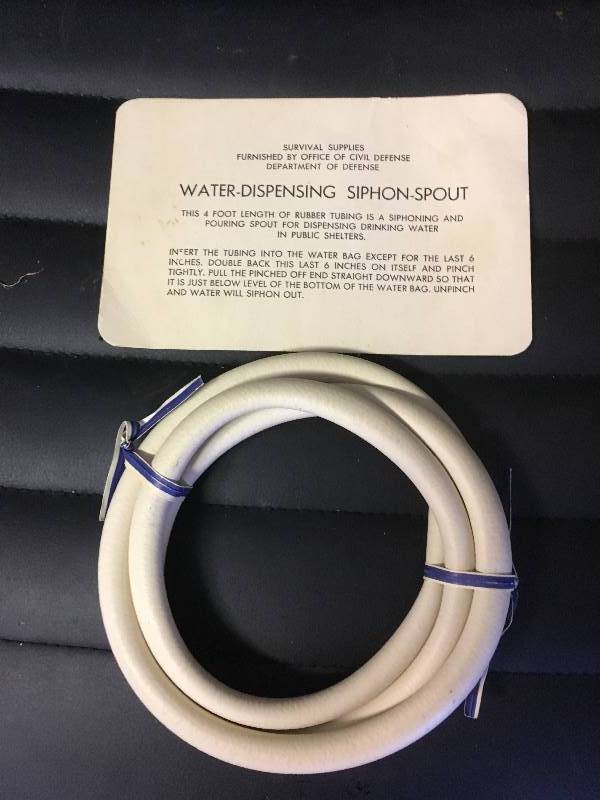 SURVIVAL SUPPLIES
FURNISHED BY OFFICE OF CIVIL DEFENSE
DEPARTMENT OF DEFENSE
WATER-DISPENSING SIPHON-SPOUT
THIS 4 FOOT LENGTH OF RUBBER TUBING IS A SIPHONING AND
POURING SPOUT FOR DISPENSING DRINKING WATER
IN PUBLIC SHELTERS.
INSERT THE TUBING INTO THE WATER BAG EXCEPT FOR THE LAST 6
INCHES. DOUBLE BACK THIS LAST 6 INCHES ON ITSELF AND PINCH
TIGHTLY. PULL THE PINCHED OFF END STRAIGHT DOWNWARD SO THAT
IT IS JUST BELOW LEVEL OF THE BOTTOM OF THE WATER BAG. UNPINCH
AND WATER WILL SIPHON OUT.